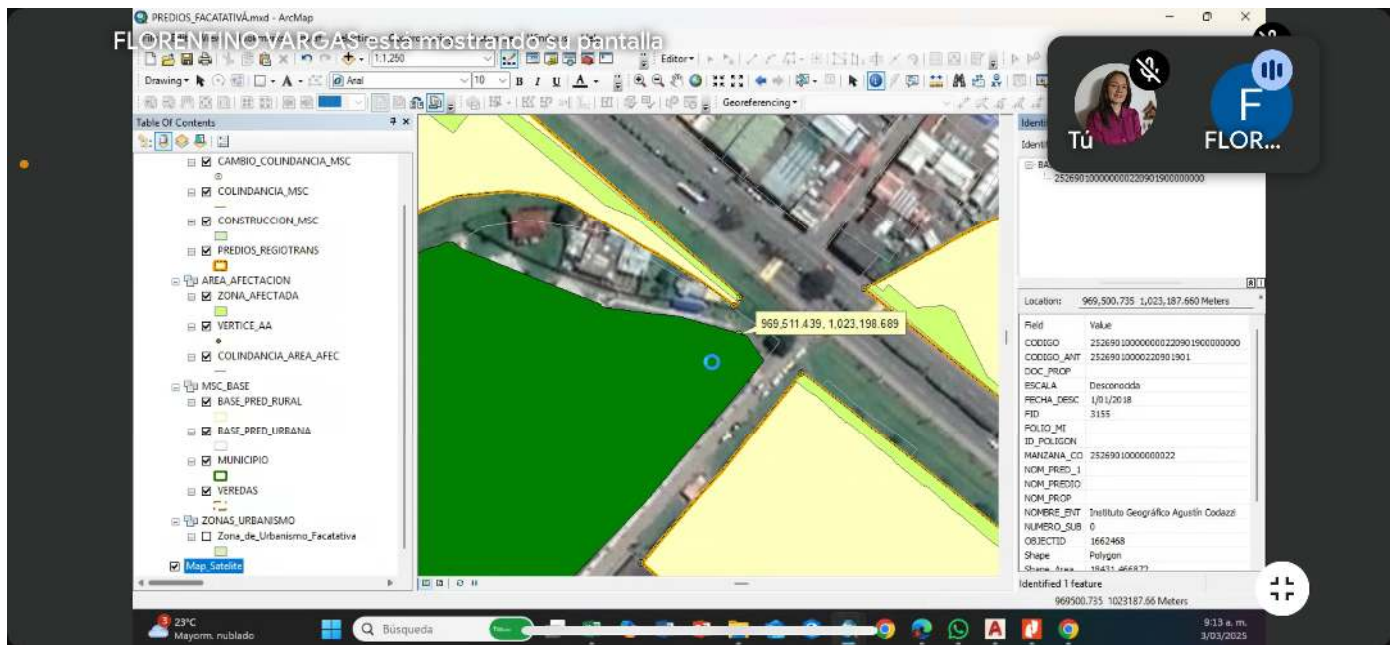 PREDIOS_FACATATIVÁ.mxd - ArcMap
FLORENTINO VARGAS está mostrando su pantalla
1:1,250
Editor
Drawing
Arial
10
B I U A
Georeferencing
Table Of Contents
CAMBIO_COLINDANCIA_MSC
COLINDANCIA_MSC
CONSTRUCCION_MSC
PREDIOS_REGIOTRANS
AREA_AFECTACION
ZONA_AFECTADA
VERTICE_AA
COLINDANCIA_AREA_AFEC
MSC_BASE
BASE_PRED_RURAL
BASE_PRED_URBANA
MUNICIPIO
VEREDAS
ZONAS_URBANISMO
Zona_de_Urbanismo_Facatativa
Map_Satelite
969,511.439, 1,023,198.689
Tú
F
FLOR...
Location: 969,500.735 1,023,187.660 Meters
Field Value
CODIGO 252690100000000220901900000000
CODIGO_ANT 25269010000220901901
DOC_PROP
ESCALA Desconocida
FECHA_DESC 1/01/2018
FID 3155
FOLIO_MI
ID_POLIGON
MANZANA_CO 25269010000000022
NOM_PRED_1
NOM_PREDIO
NOM_PROP
NOMBRE_ENT Instituto Geográfico Agustín Codazzi
NUMERO_SUB 0
OBJECTID 1662468
Shape Polygon
Shape_Area 18431.466872
Identified 1 feature
969500.735 1023187.66 Meters
3
23°C
Mayorm. nublado
Búsqueda
9:13 a. m.
3/03/2025